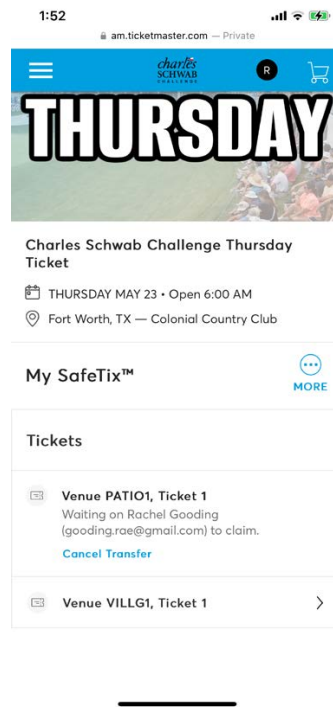 1:52
am.ticketmaster.com — Private
charles
SCHWAB
CHALLENGE
R
THURSDAY
Charles Schwab Challenge Thursday
Ticket
THURSDAY MAY 23 • Open 6:00 AM
Fort Worth, TX — Colonial Country Club
My SafeTix™
MORE
Tickets
Venue PATIO1, Ticket 1
Waiting on Rachel Gooding
(gooding.rae@gmail.com) to claim.
Cancel Transfer
Venue VILLG1, Ticket 1